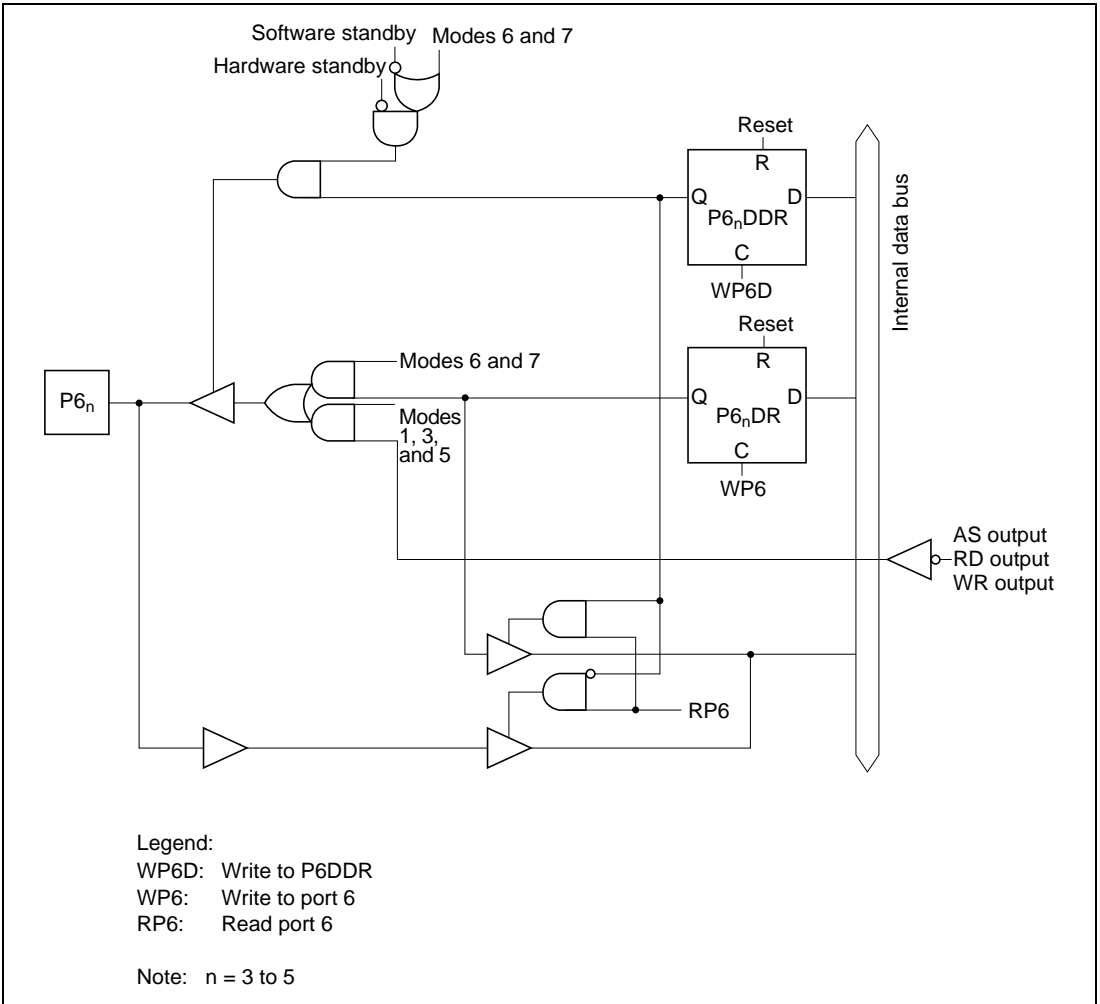 Software standby
Modes 6 and 7
Hardware standby
Reset
R
Q
D
P6nDDR
C
WP6D
Internal data bus
Reset
R
Modes 6 and 7
P6n
Q
D
P6nDR
Modes
1, 3,
and 5
C
WP6
AS output
RD output
WR output
RP6
Legend:
WP6D: Write to P6DDR
WP6: Write to port 6
RP6: Read port 6
Note: n = 3 to 5